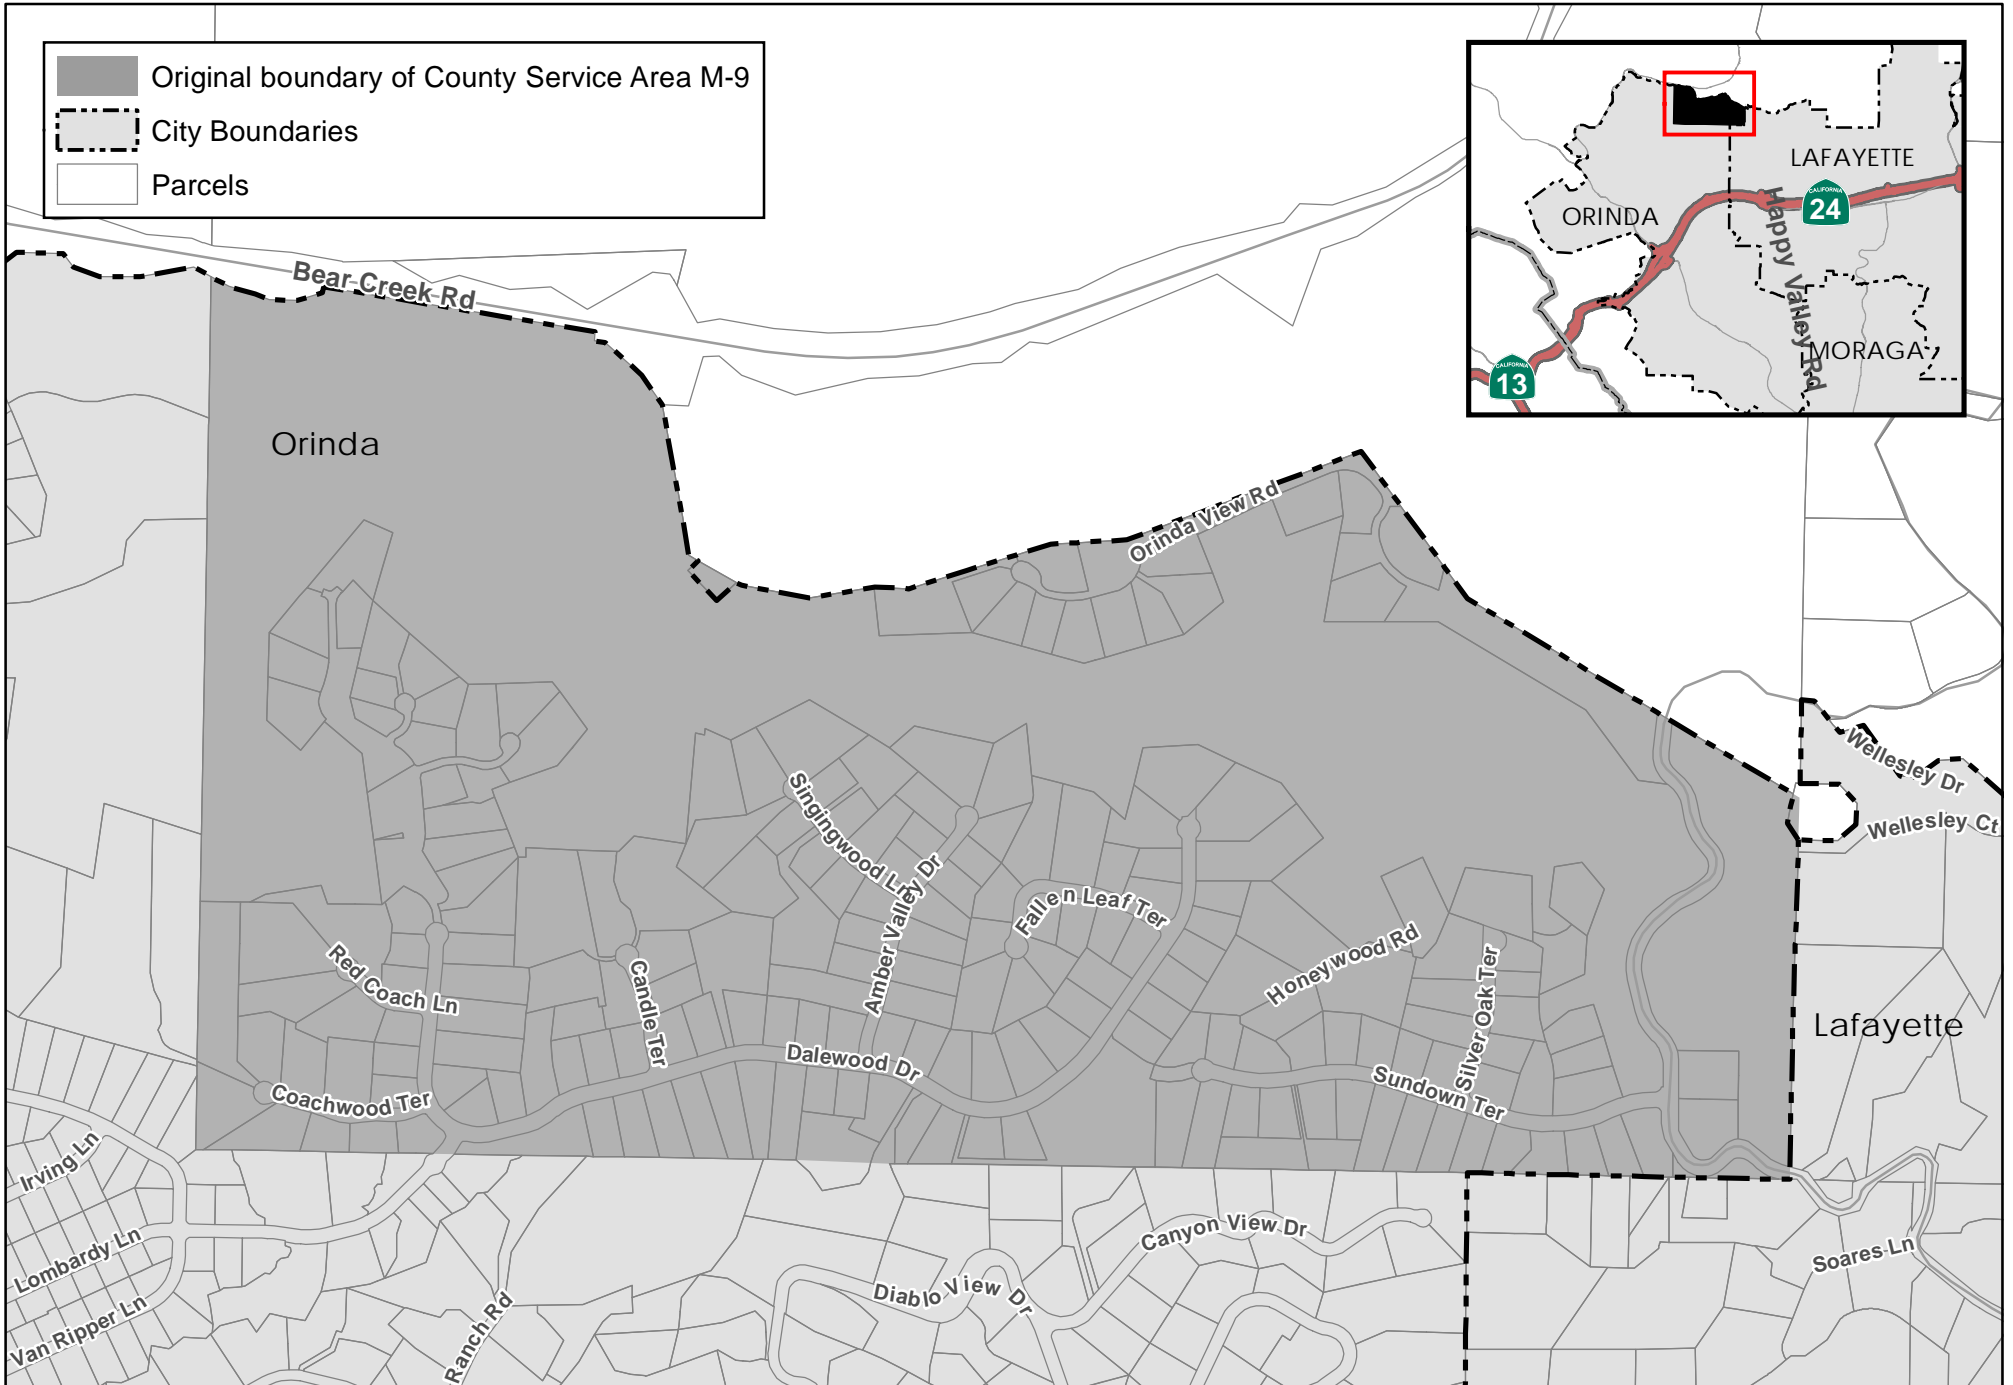 Original boundary of County Service Area M-9
City Boundaries
Parcels
LAFAYETTE
CALIFORNIA
24
ORINDA
Happy Valley Rd
MORAGA
CALIFORNIA
13
Bear Creek Rd
Orinda
Orinda View Rd
Wellesley Dr
Wellesley Ct
Singingwood Ln
Amber Valley Dr
Fallen Leaf Ter
Honeywood Rd
Silver Oak Ter
Red Coach Ln
Candle Ter
Lafayette
Dalewood Dr
Coachwood Ter
Sundown Ter
Irving Ln
Lombardy Ln
Van Ripper Ln
Ranch Rd
Canyon View Dr
Diablo View Dr
Soares Ln